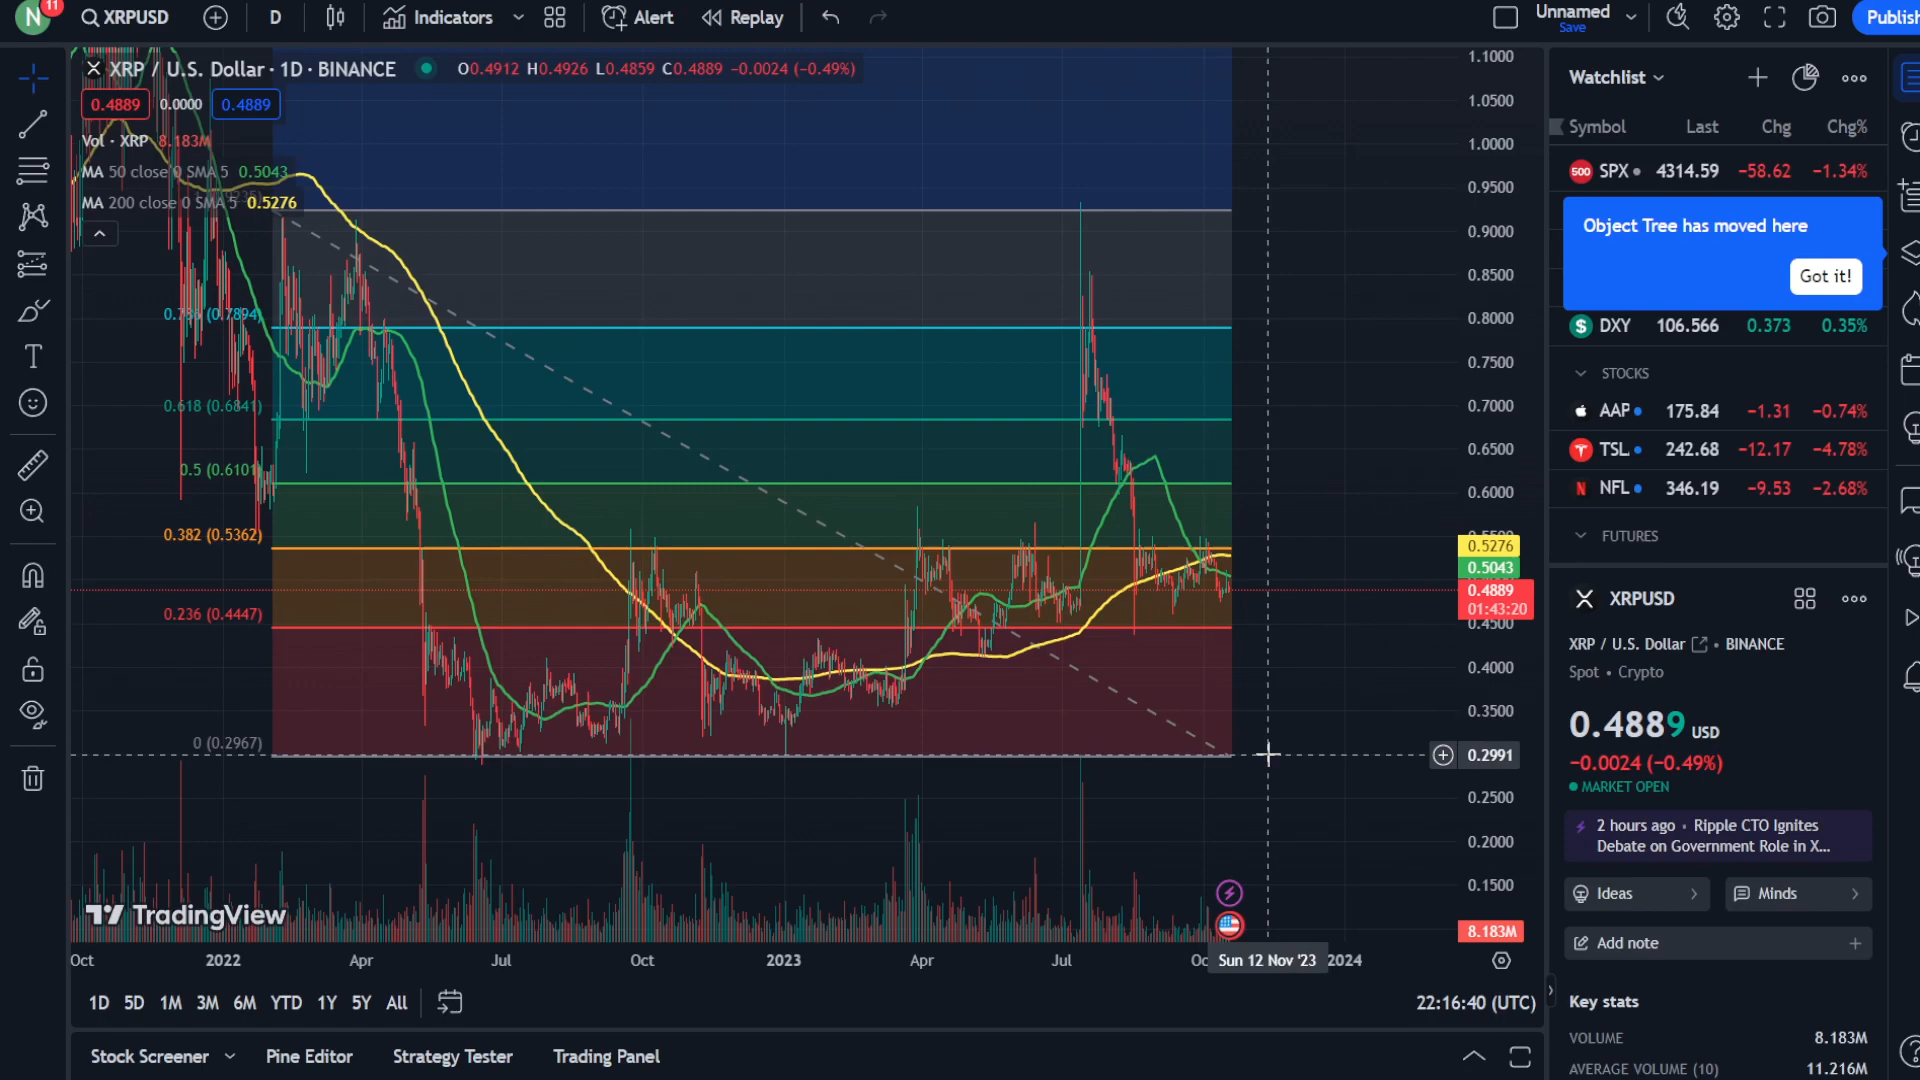 N
11
XRPUSD
D
Indicators
Alert
Replay
Unnamed
Save
Publish
XRP / U.S. Dollar · 1D · BINANCE
O0.4912 H0.4926 L0.4859 C0.4889 −0.0024 (−0.49%)
0.4889 0.0000 0.4889
Vol · XRP 8.183M
MA 50 close 0 SMA 5 0.5043
MA 200 close 0 SMA 5 0.5276
0.786 (0.7894)
0.618 (0.6841)
0.5 (0.6101)
0.382 (0.5362)
0.236 (0.4447)
0 (0.2967)
1.1000
1.0500
1.0000
0.9500
0.9000
0.8500
0.8000
0.7500
0.7000
0.6500
0.6000
0.5276
0.5043
0.4889
01:43:20
0.4500
0.4000
0.3500
0.2991
0.2500
0.2000
0.1500
8.183M
TradingView
Oct 2022 Apr Jul Oct 2023 Apr Jul Sun 12 Nov '23 2024
1D 5D 1M 3M 6M YTD 1Y 5Y All
22:16:40 (UTC)
Stock Screener
Pine Editor
Strategy Tester
Trading Panel
Watchlist
Symbol Last Chg Chg%
500 SPX 4314.59 −58.62 −1.34%
Object Tree has moved here
Got it!
$ DXY 106.566 0.373 0.35%
STOCKS
AAP 175.84 −1.31 −0.74%
TSL 242.68 −12.17 −4.78%
N NFL 346.19 −9.53 −2.68%
FUTURES
XRPUSD
XRP / U.S. Dollar • BINANCE
Spot • Crypto
0.4889 USD
−0.0024 (−0.49%)
MARKET OPEN
2 hours ago • Ripple CTO Ignites
Debate on Government Role in X...
Ideas
Minds
Add note
Key stats
VOLUME 8.183M
AVERAGE VOLUME (10) 11.216M